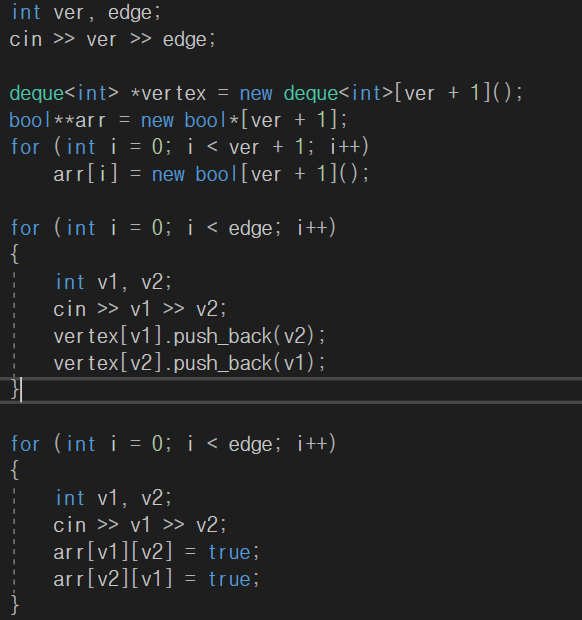 int ver, edge;
cin >> ver >> edge;
deque<int> *vertex = new deque<int>[ver + 1]();
bool**arr = new bool*[ver + 1];
for (int i = 0; i < ver + 1; i++)
arr[i] = new bool[ver + 1]();
for (int i = 0; i < edge; i++)
{
int v1, v2;
cin >> v1 >> v2;
vertex[v1].push_back(v2);
vertex[v2].push_back(v1);
}
for (int i = 0; i < edge; i++)
{
int v1, v2;
cin >> v1 >> v2;
arr[v1][v2] = true;
arr[v2][v1] = true;
}